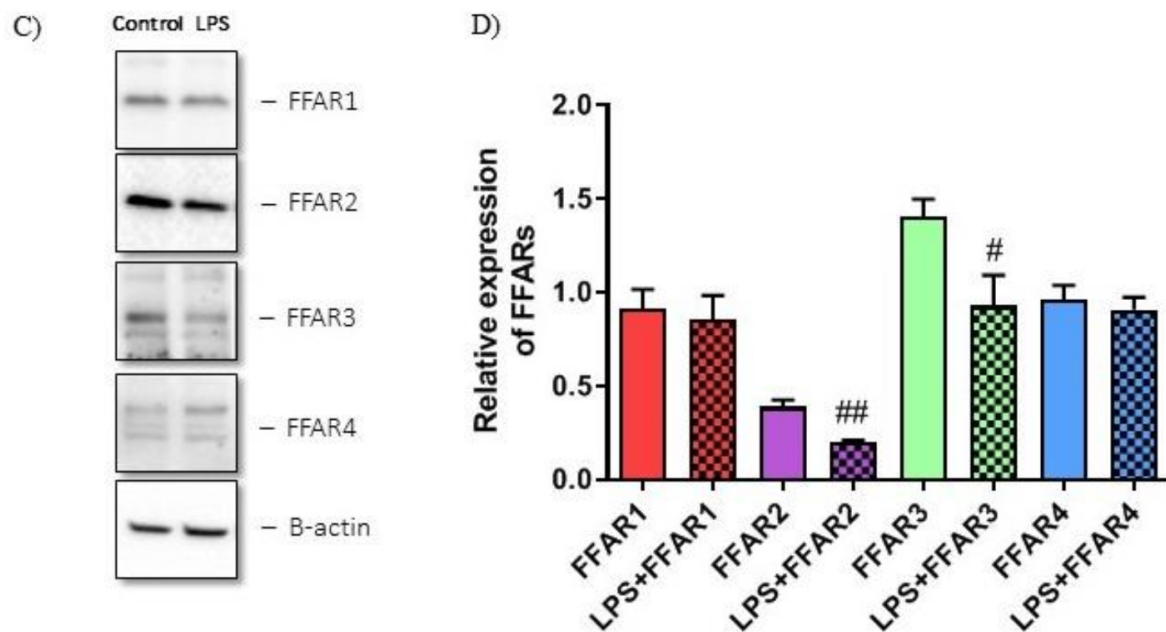 C)
Control LPS
– FFAR1
– FFAR2
– FFAR3
– FFAR4
– B-actin
D)
Relative expression
of FFARs
2.0
1.5
1.0
0.5
0.0
##
#
FFAR1
LPS+FFAR1
FFAR2
LPS+FFAR2
FFAR3
LPS+FFAR3
FFAR4
LPS+FFAR4